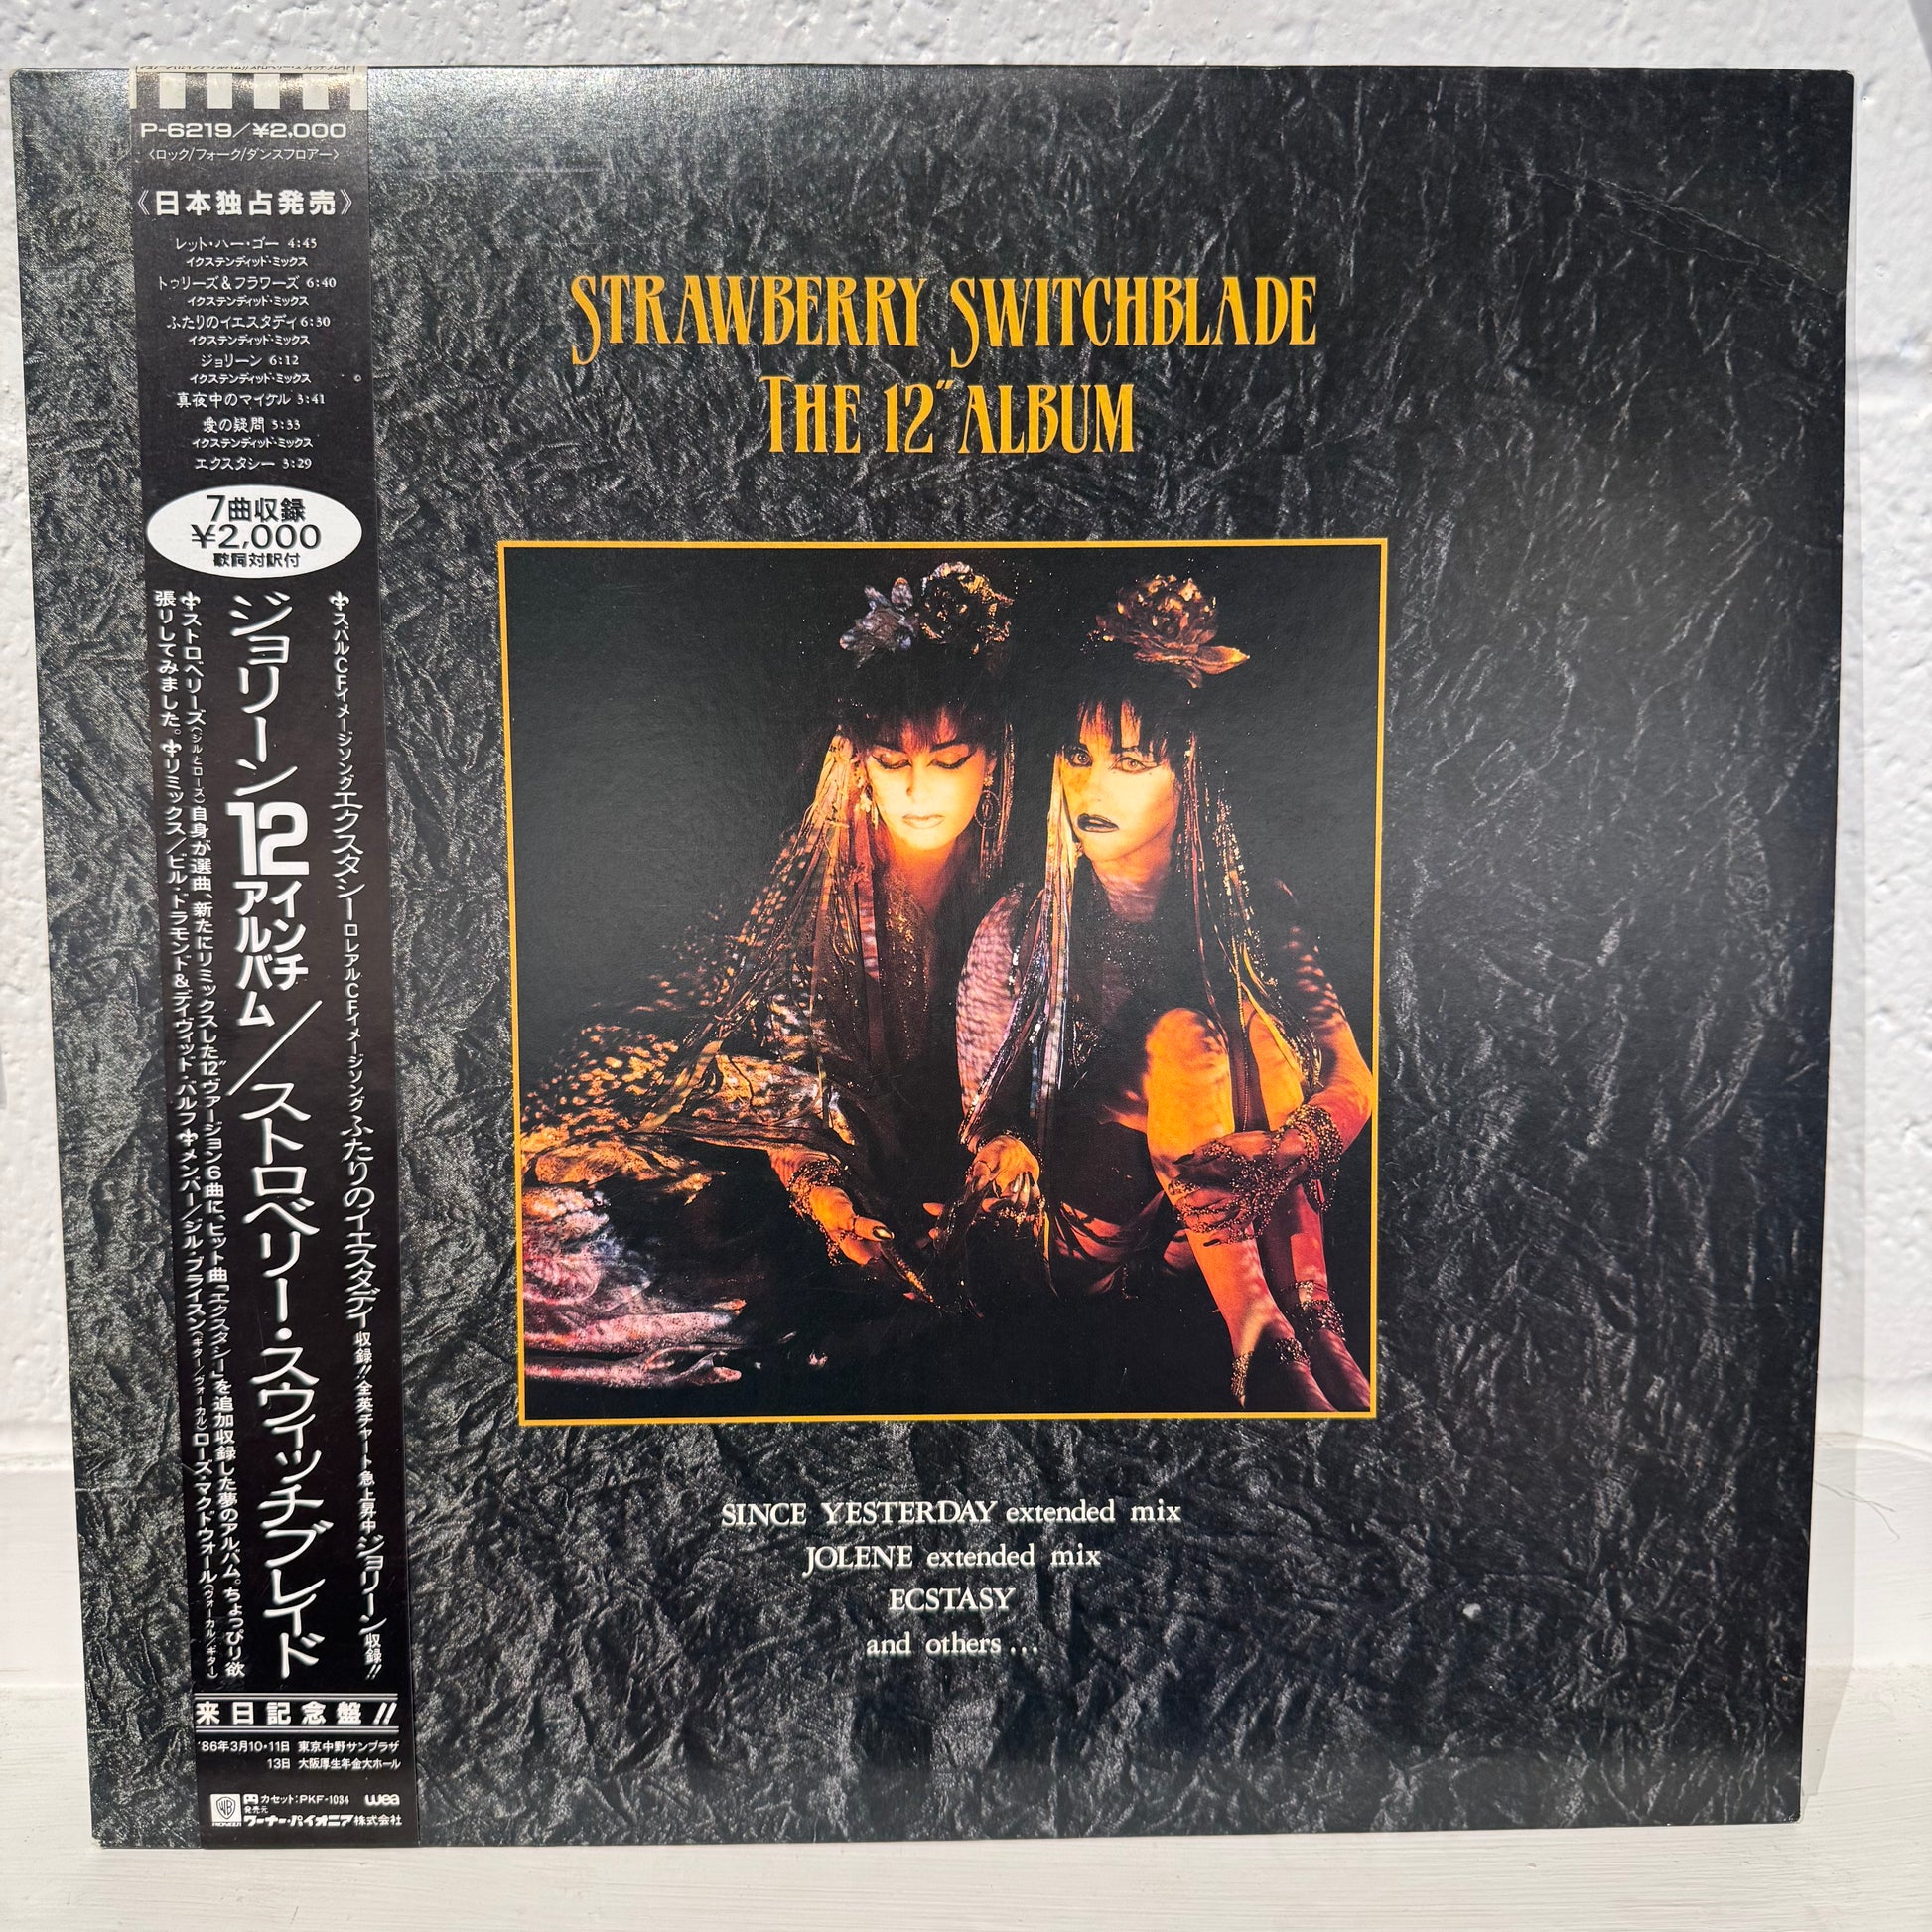 P-6219/¥2,000
〈ロック/フォーク/ダンスフロアー〉
《日本独占発売》
レット・ハー・ゴー 4:45
イクステンディッド・ミックス
トゥリーズ&フラワーズ 6:40
イクステンディッド・ミックス
ふたりのイエスタデイ 6:30
イクステンディッド・ミックス
ジョリーン 6:12
イクステンディッド・ミックス
真夜中のマイケル 3:41
愛の疑問 5:33
イクステンディッド・ミックス
エクスタシー 3:29
7曲収録
¥2,000
歌詞対訳付
スバルCFイメージソングエクスタシーロレアルCFイメージソングふたりのイエスタデイ収録!!全英チャート急上昇中ジョリーン収録!!
ジョリーン12インチアルバム/ストロベリー・スウィッチブレイド
ストロベリーズ(ジルとローズ)自身が選曲、新たにリミックスした12"ヴァージョン6曲に、ヒット曲「エクスタシー」を追加収録した夢のアルバム。ちょっぴり欲
張りしてみました。リミックス/ビル・ドラモンド&デイヴィット・バルフ メンバー/ジル・ブライスン(ギター/ヴォーカル)ローズ・マクドウォール(ヴォーカル/ギター)
来日記念盤!!
'86年3月10・11日 東京中野サンプラザ
13日 大阪厚生年金大ホール
カセット:PKF-1034 wea
発売元
ワーナー・パイオニア株式会社
WB
PIONEER
STRAWBERRY SWITCHBLADE
THE 12" ALBUM
SINCE YESTERDAY extended mix
JOLENE extended mix
ECSTASY
and others...